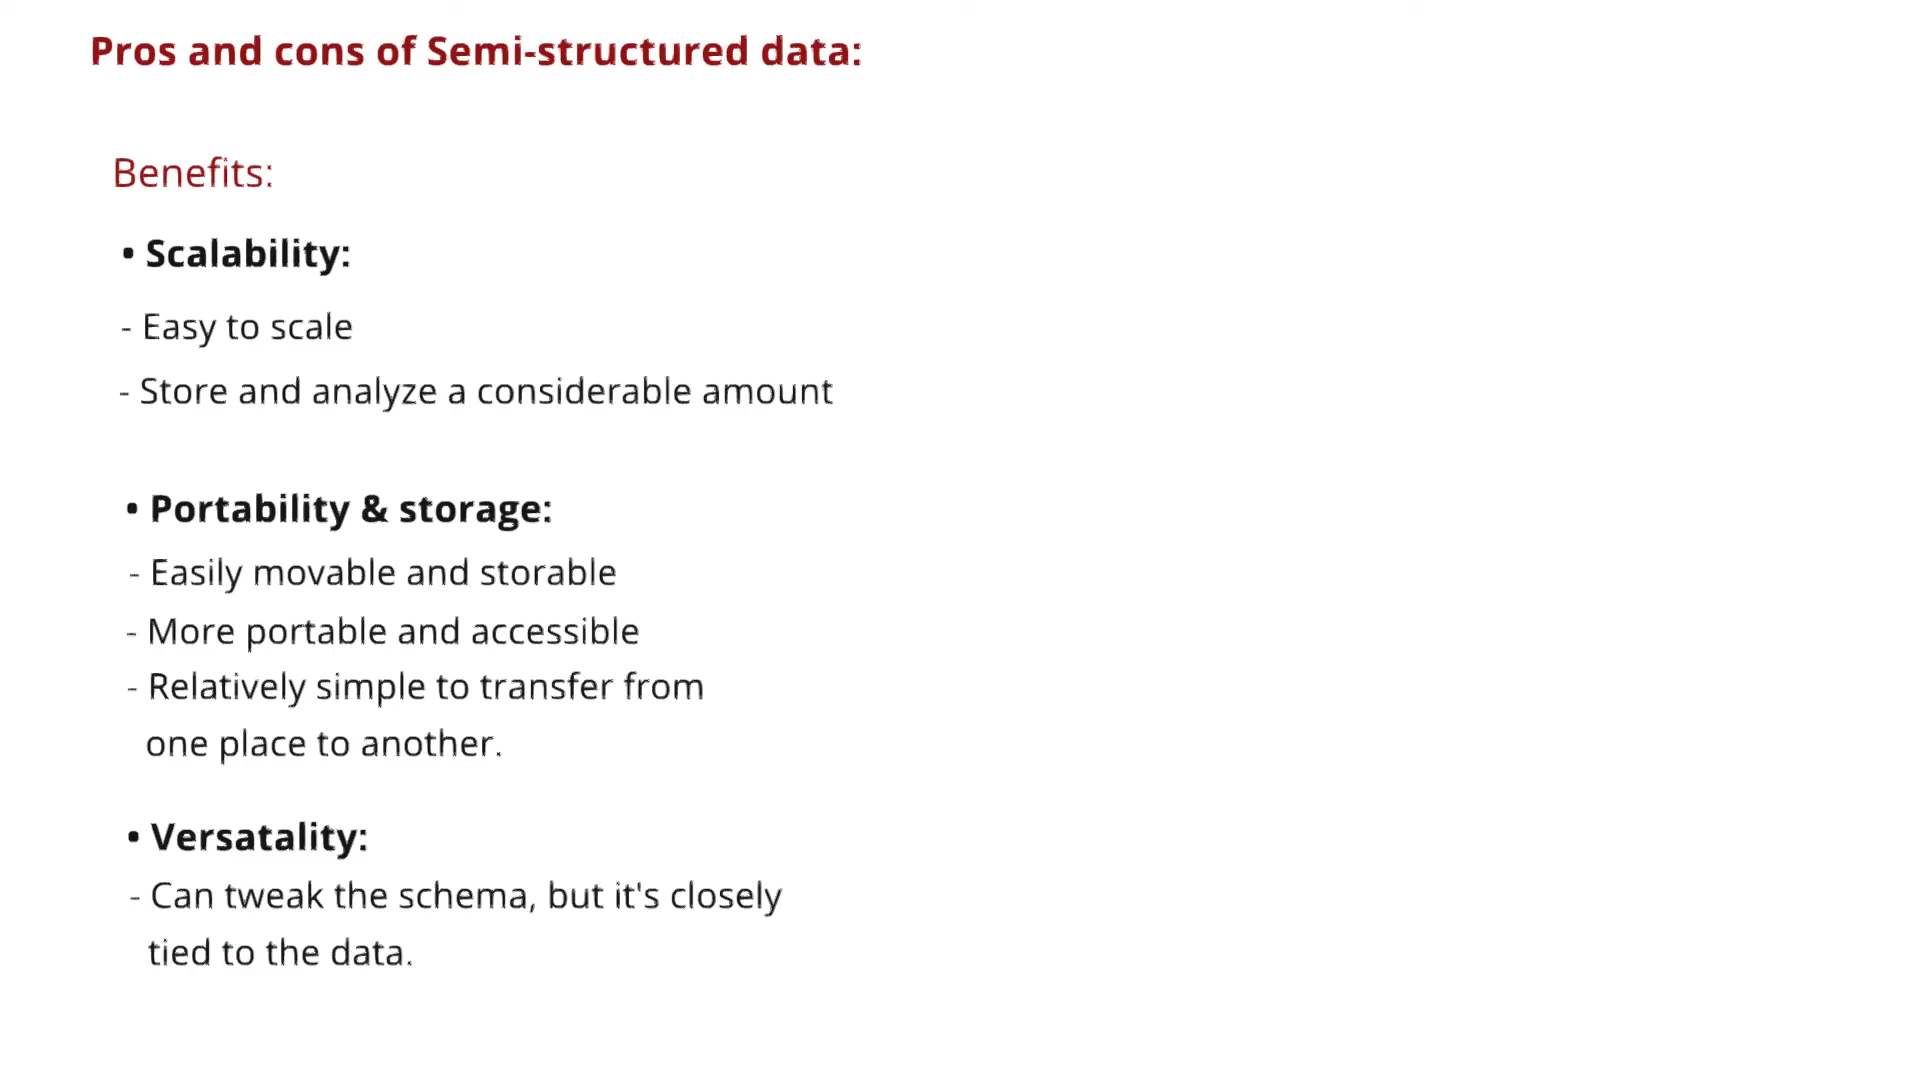 Pros and cons of Semi-structured data:
Benefits:
• Scalability:
- Easy to scale
- Store and analyze a considerable amount
• Portability & storage:
- Easily movable and storable
- More portable and accessible
- Relatively simple to transfer from
one place to another.
• Versatality:
- Can tweak the schema, but it's closely
tied to the data.